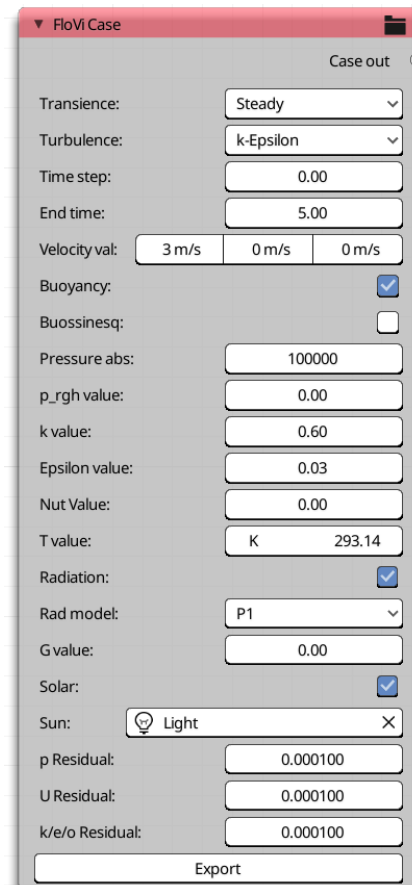 FloVi Case
Case out
Transience: Steady
Turbulence: k-Epsilon
Time step: 0.00
End time: 5.00
Velocity val: 3 m/s 0 m/s 0 m/s
Buoyancy:
Buossinesq:
Pressure abs: 100000
p_rgh value: 0.00
k value: 0.60
Epsilon value: 0.03
Nut Value: 0.00
T value: K 293.14
Radiation:
Rad model: P1
G value: 0.00
Solar:
Sun: Light
p Residual: 0.000100
U Residual: 0.000100
k/e/o Residual: 0.000100
Export